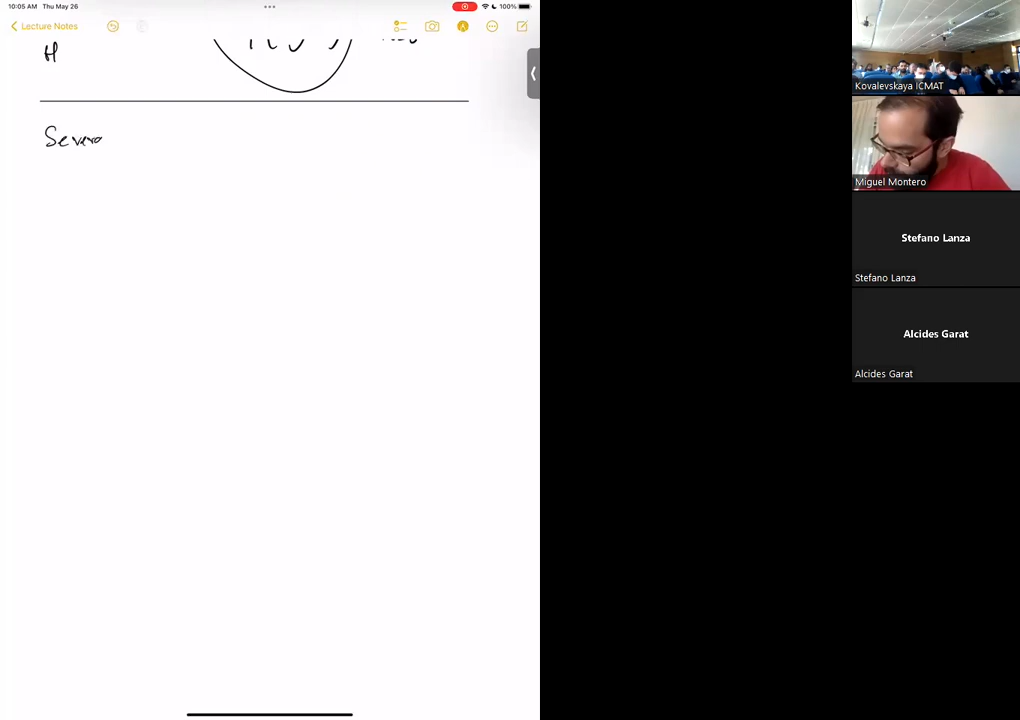 10:05 AM Thu May 26
100%
Lecture Notes
H
Severa
Kovalevskaya ICMAT
Miguel Montero
Stefano Lanza
Stefano Lanza
Alcides Garat
Alcides Garat